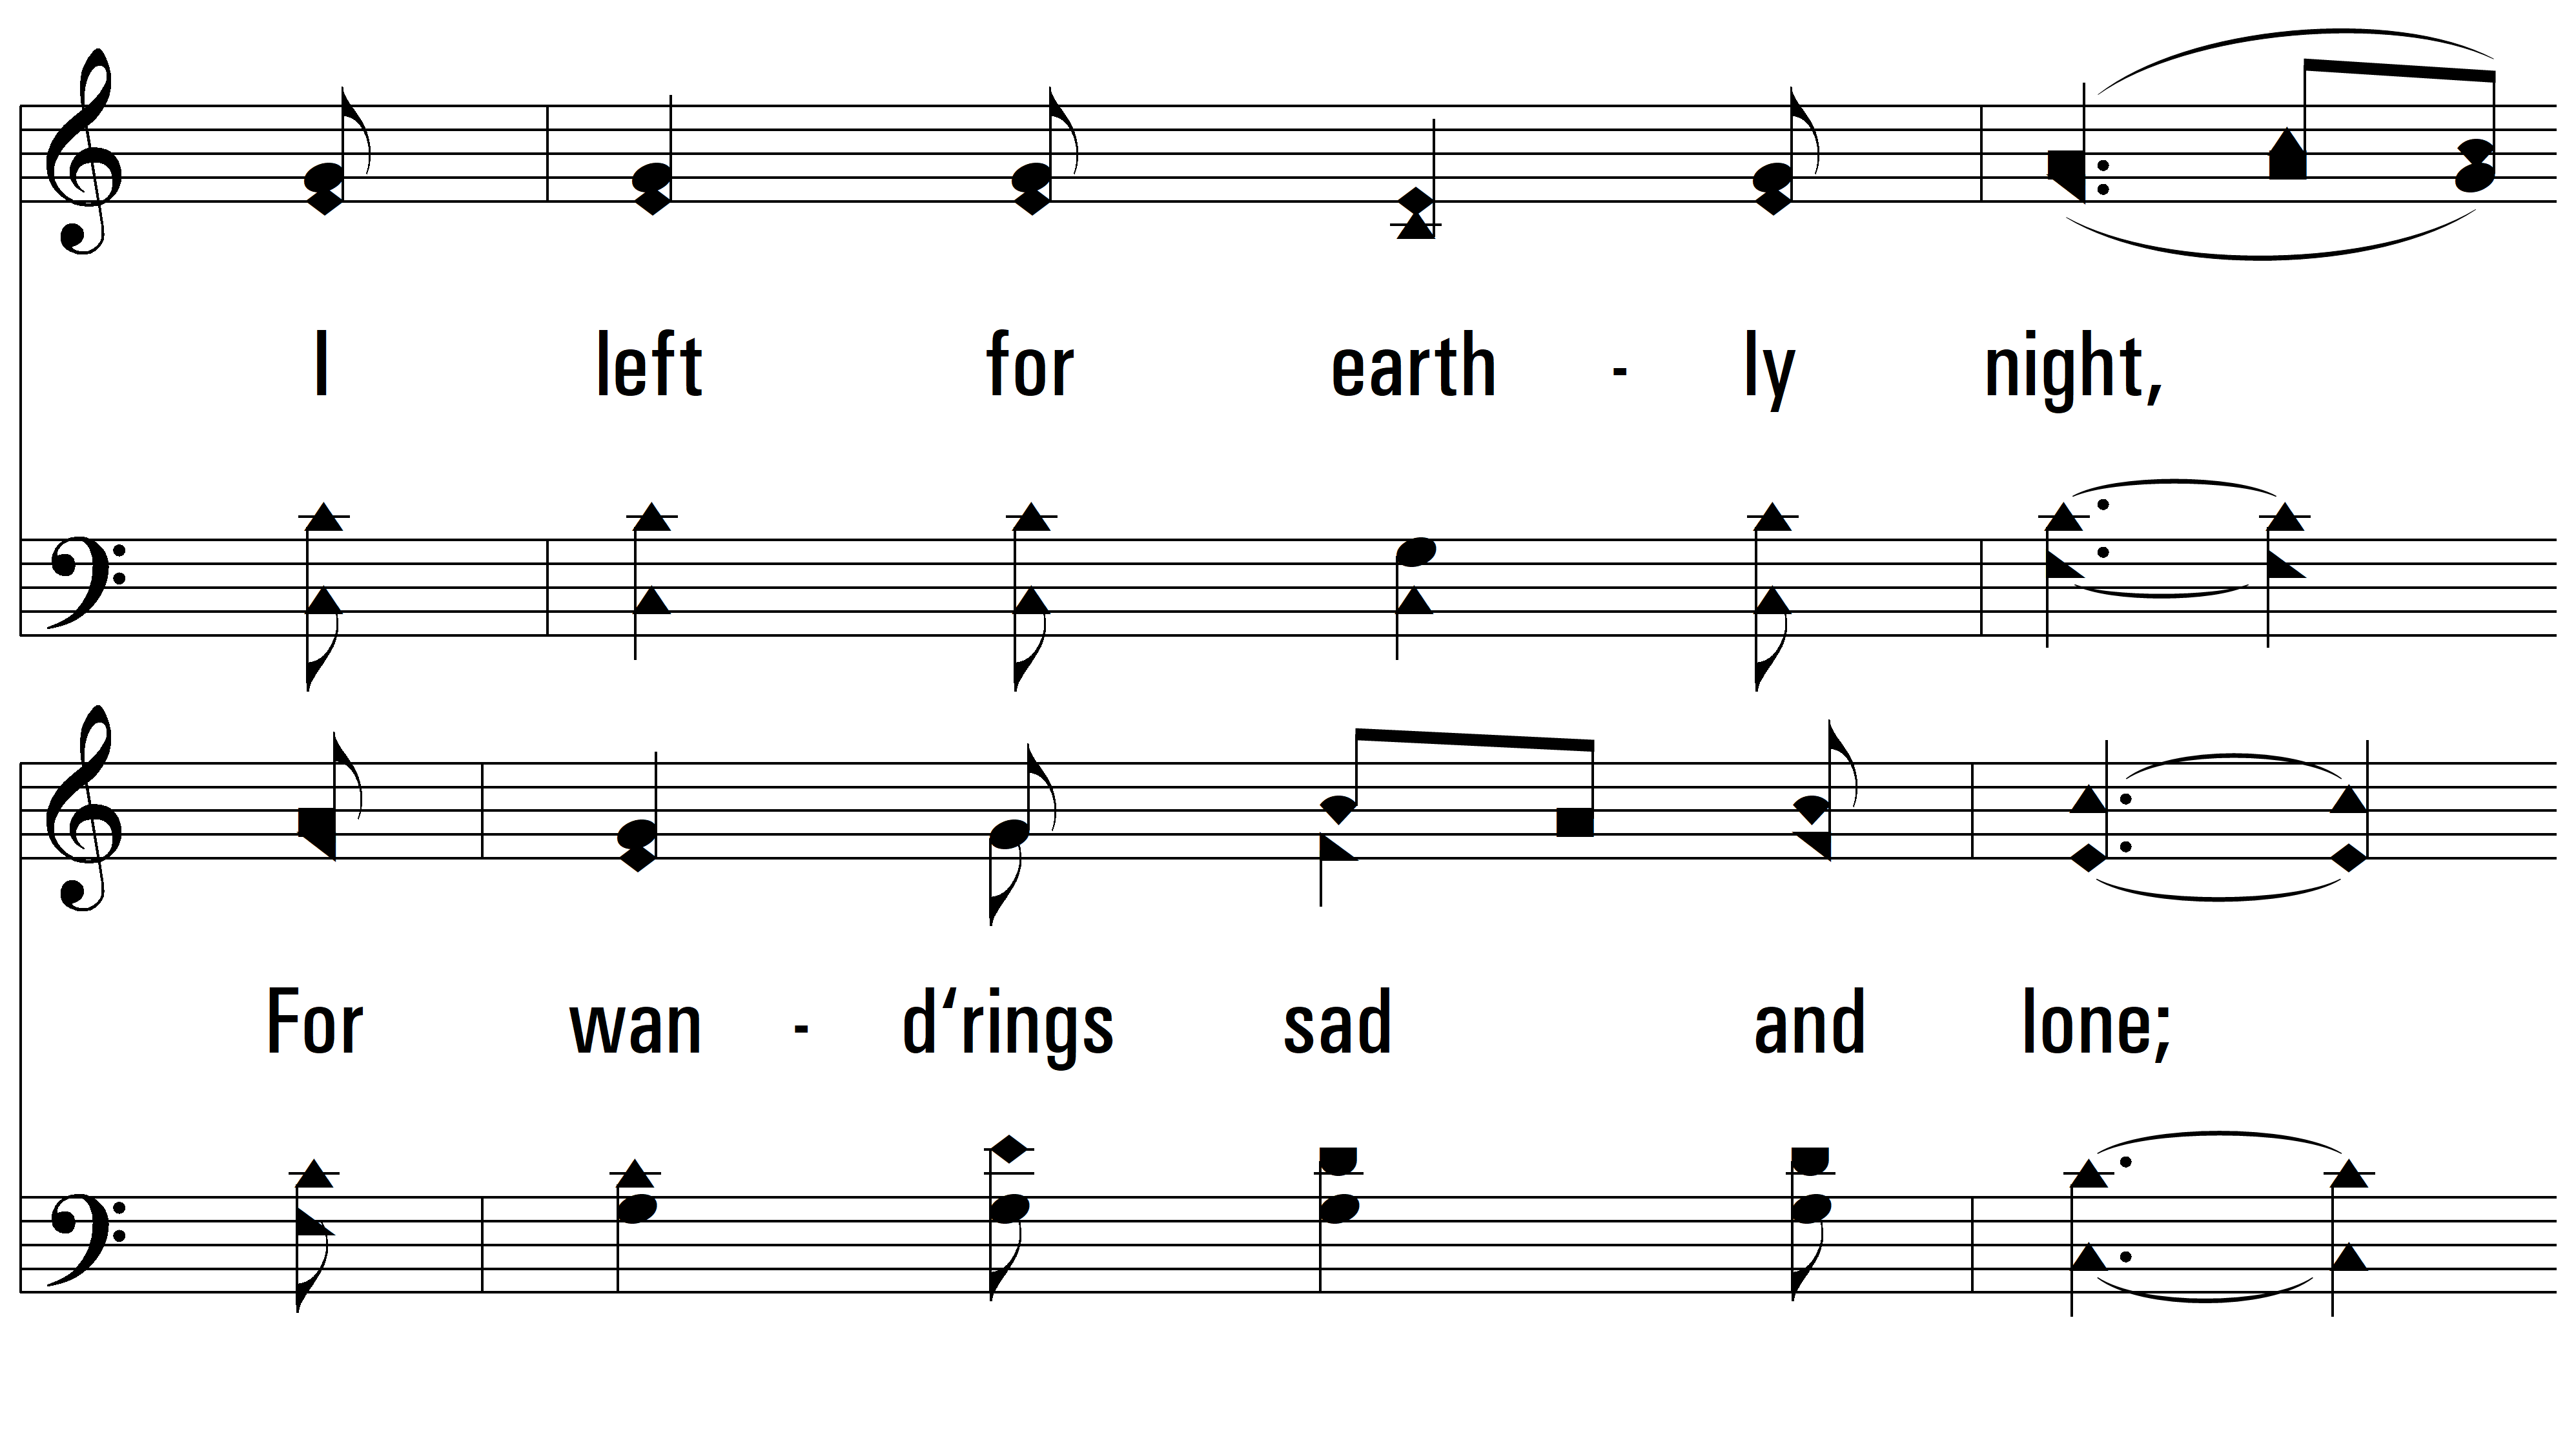 I left for earth - ly night,
For wan - d‘rings sad and lone;